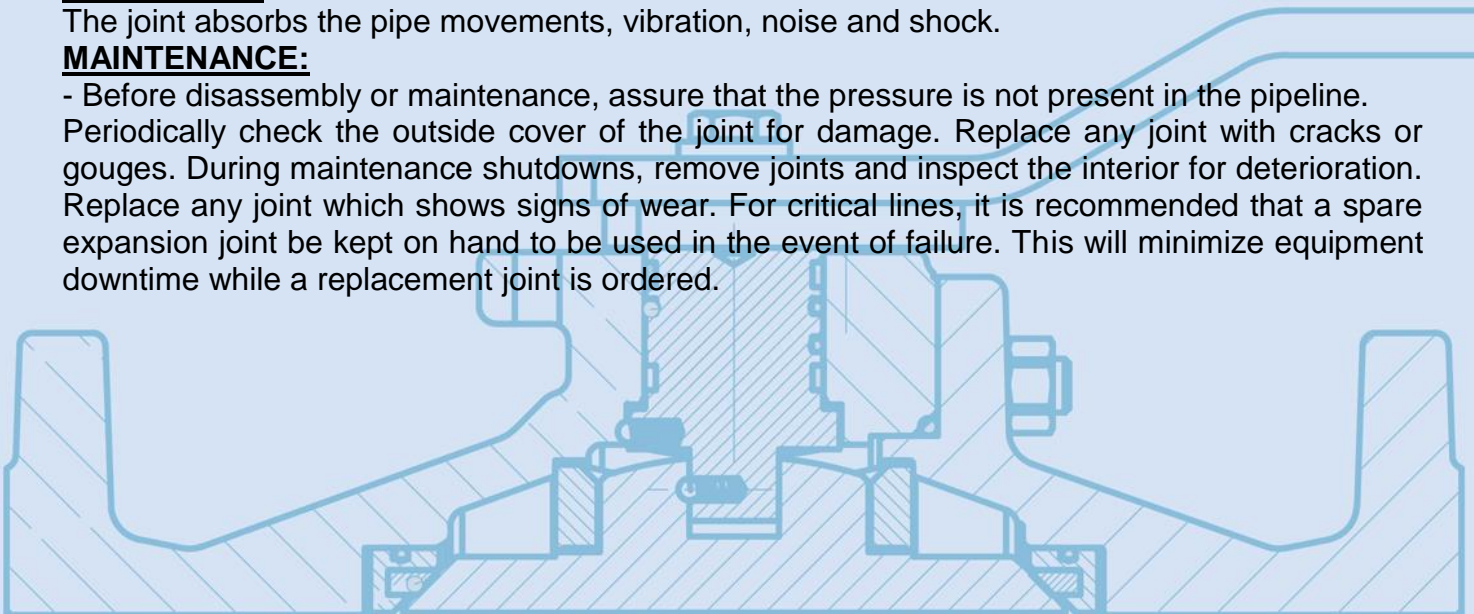 The joint absorbs the pipe movements, vibration, noise and shock.
MAINTENANCE:
- Before disassembly or maintenance, assure that the pressure is not present in the pipeline.
Periodically check the outside cover of the joint for damage. Replace any joint with cracks or
gouges. During maintenance shutdowns, remove joints and inspect the interior for deterioration.
Replace any joint which shows signs of wear. For critical lines, it is recommended that a spare
expansion joint be kept on hand to be used in the event of failure. This will minimize equipment
downtime while a replacement joint is ordered.